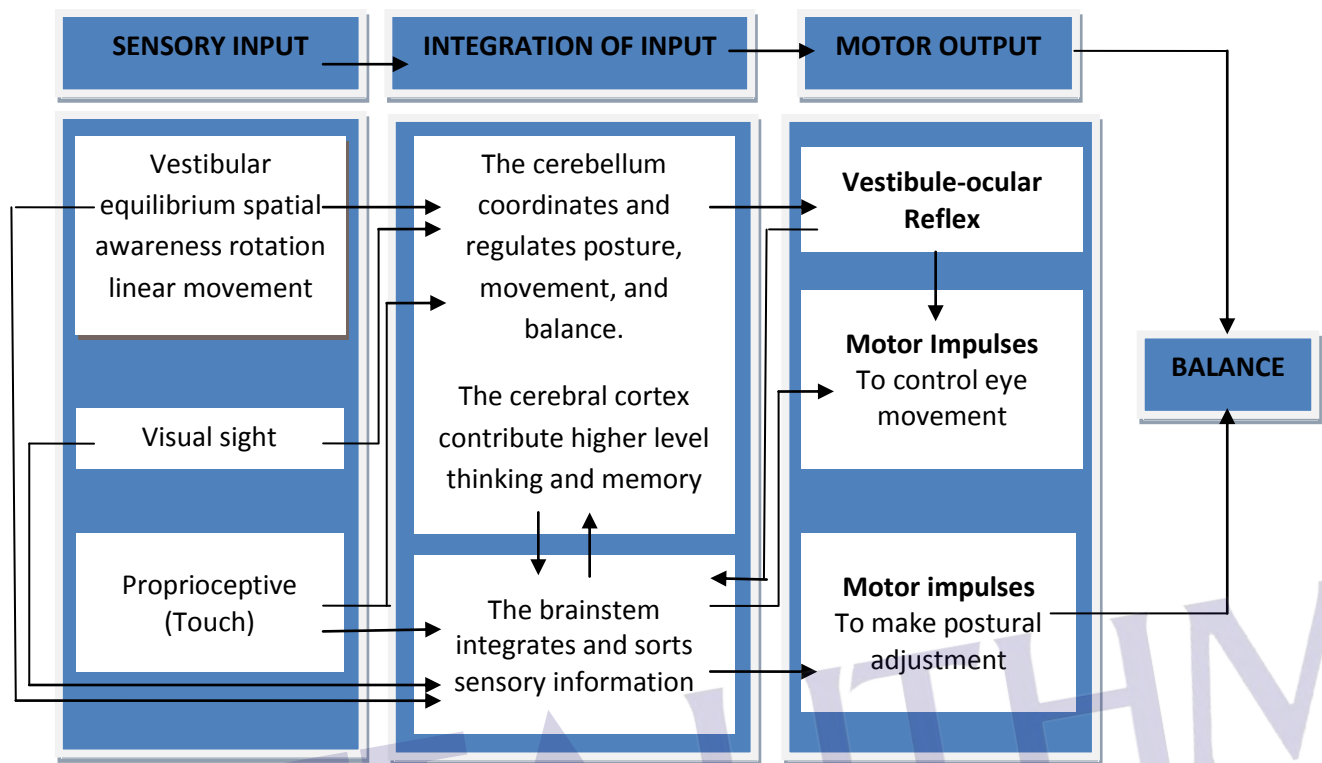 SENSORY INPUT
INTEGRATION OF INPUT
MOTOR OUTPUT
Vestibular
equilibrium spatial
awareness rotation
linear movement
Visual sight
Proprioceptive
(Touch)
The cerebellum
coordinates and
regulates posture,
movement, and
balance.
The cerebral cortex
contribute higher level
thinking and memory
The brainstem
integrates and sorts
sensory information
Vestibule-ocular
Reflex
Motor Impulses
To control eye
movement
Motor impulses
To make postural
adjustment
BALANCE